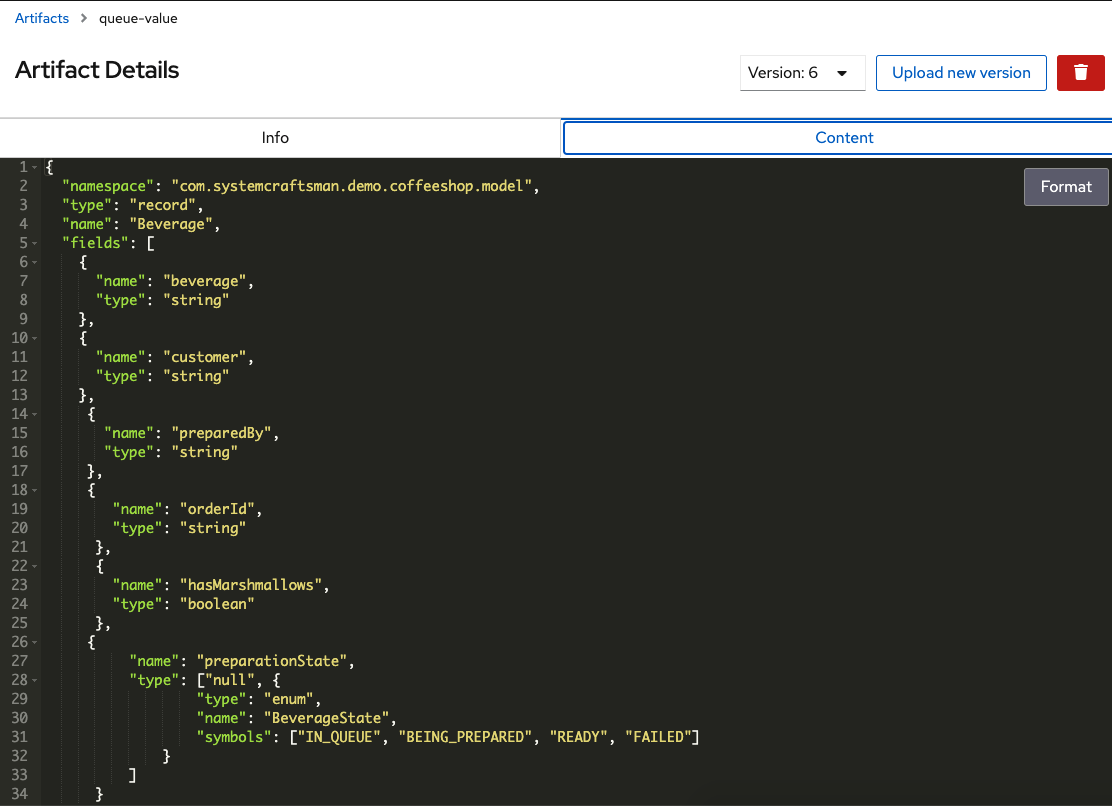 Artifacts > queue-value
Artifact Details
Version: 6
Upload new version
Info
Content
Format
1 {
2 "namespace": "com.systemcraftsman.demo.coffeeshop.model",
3 "type": "record",
4 "name": "Beverage",
5 "fields": [
6 {
7 "name": "beverage",
8 "type": "string"
9 },
10 {
11 "name": "customer",
12 "type": "string"
13 },
14 {
15 "name": "preparedBy",
16 "type": "string"
17 },
18 {
19 "name": "orderId",
20 "type": "string"
21 },
22 {
23 "name": "hasMarshmallows",
24 "type": "boolean"
25 },
26 {
27 "name": "preparationState",
28 "type": ["null", {
29 "type": "enum",
30 "name": "BeverageState",
31 "symbols": ["IN_QUEUE", "BEING_PREPARED", "READY", "FAILED"]
32 }
33 ]
34 }